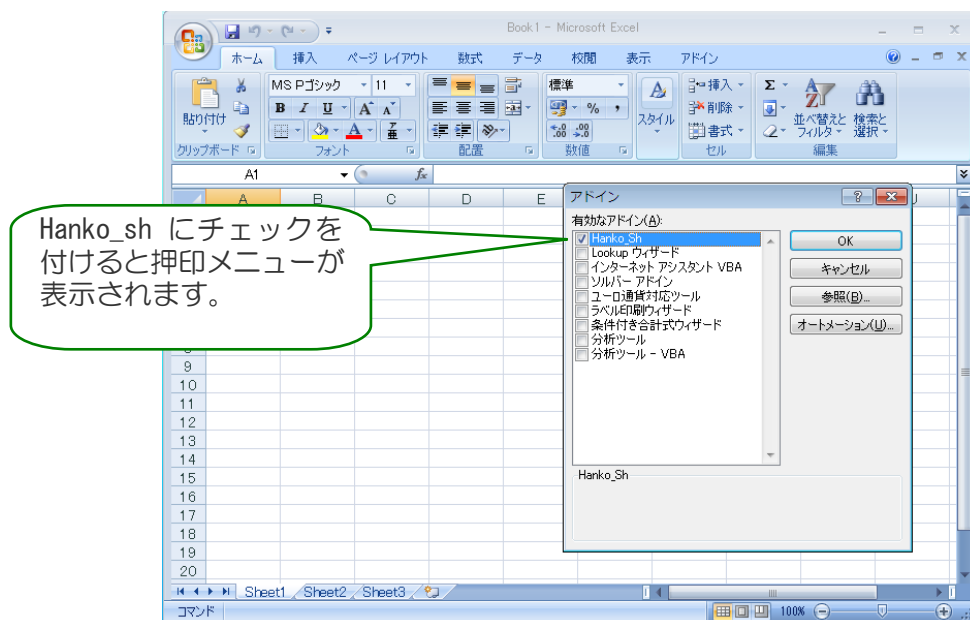 Book1 - Microsoft Excel
ホーム 挿入 ページ レイアウト 数式 データ 校閲 表示 アドイン
MS Pゴシック 11 標準 挿入 Σ
貼り付け B I U A A % , スタイル 削除 並べ替えと フィルタ 検索と 選択
A 書式
クリップボード フォント 配置 数値 セル 編集
A1 fx
A B C D E
Hanko_sh にチェックを
付けると押印メニューが
表示されます。
アドイン
有効なアドイン(A):
Hanko_Sh
Lookup ウィザード
インターネット アシスタント VBA
ソルバー アドイン
ユーロ通貨対応ツール
ラベル印刷ウィザード
条件付き合計式ウィザード
分析ツール
分析ツール - VBA
OK
キャンセル
参照(B)...
オートメーション(U)...
Hanko_Sh
9
10
11
12
13
14
15
16
17
18
19
20
Sheet1 Sheet2 Sheet3
コマンド 100%